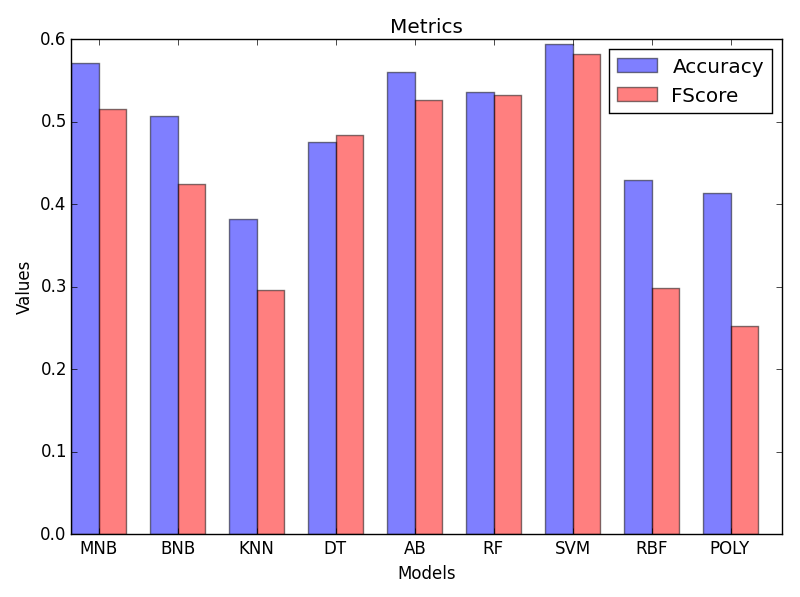 Metrics
Accuracy
FScore
0.6
0.5
0.4
0.3
0.2
0.1
0.0
Values
MNB BNB KNN DT AB RF SVM RBF POLY
Models